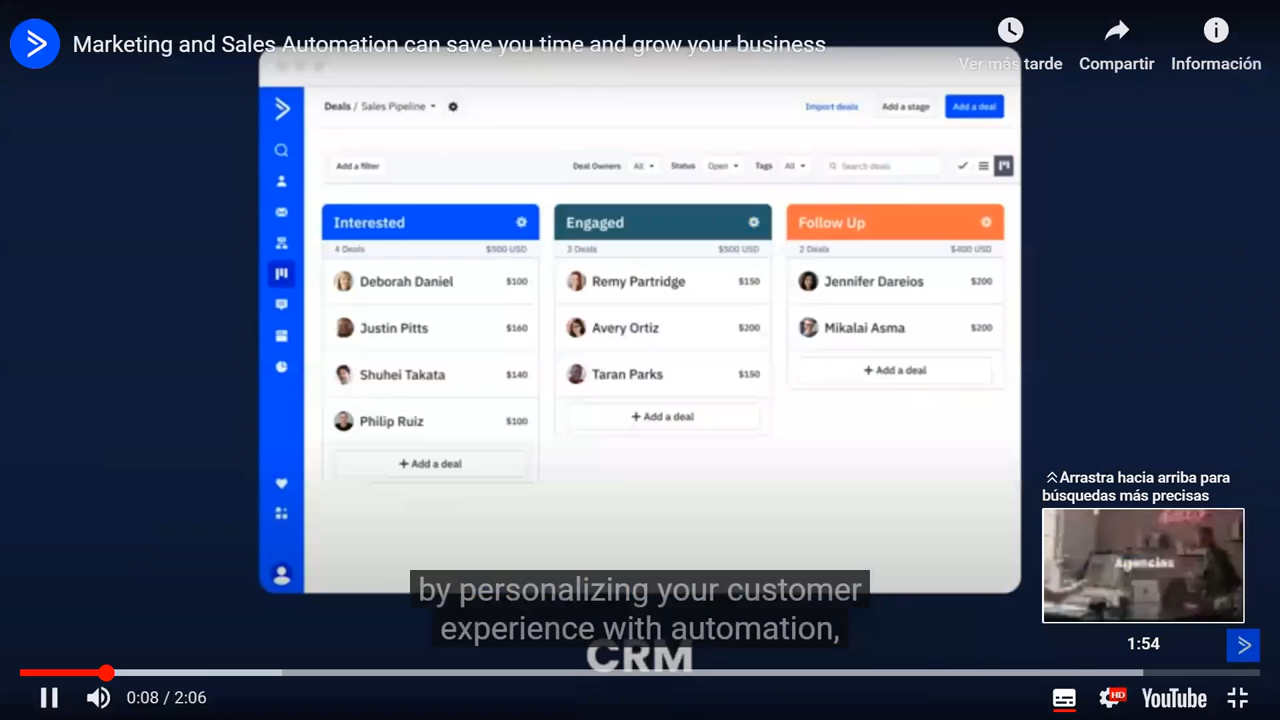 Marketing and Sales Automation can save you time and grow your business
Ver más tarde
Compartir
Información
Deals / Sales Pipeline
Import deals
Add a stage
Add a deal
Add a filter
Deal Owners All
Status Open
Tags All
Search deals
Interested
4 Deals $500 USD
Deborah Daniel $100
Justin Pitts $160
Shuhei Takata $140
Philip Ruiz $100
+ Add a deal
Engaged
3 Deals $500 USD
Remy Partridge $150
Avery Ortiz $200
Taran Parks $150
+ Add a deal
Follow Up
2 Deals $400 USD
Jennifer Dareios $200
Mikalai Asma $200
+ Add a deal
Arrastra hacia arriba para
búsquedas más precisas
Agencias
1:54
by personalizing your customer
experience with automation,
CRM
0:08 / 2:06
HD
YouTube